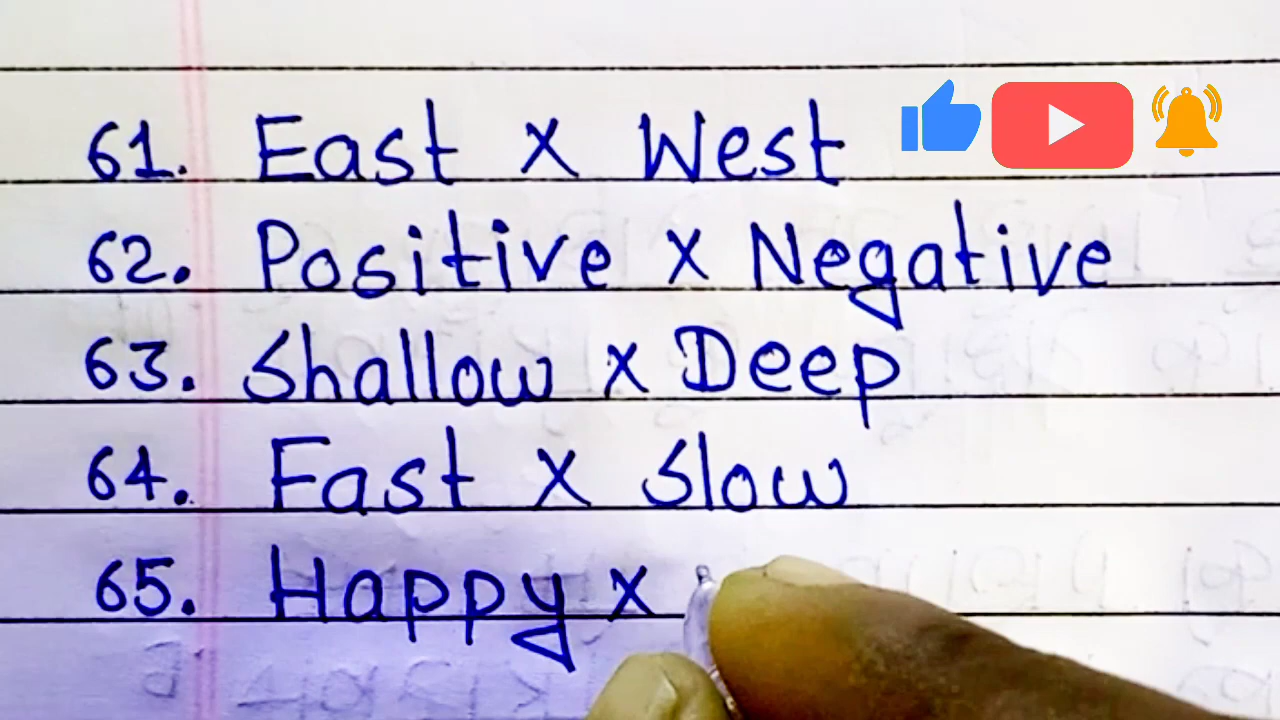 61. East x West
62. Positive x Negative
63. Shallow x Deep
64. Fast x Slow
65. Happy x